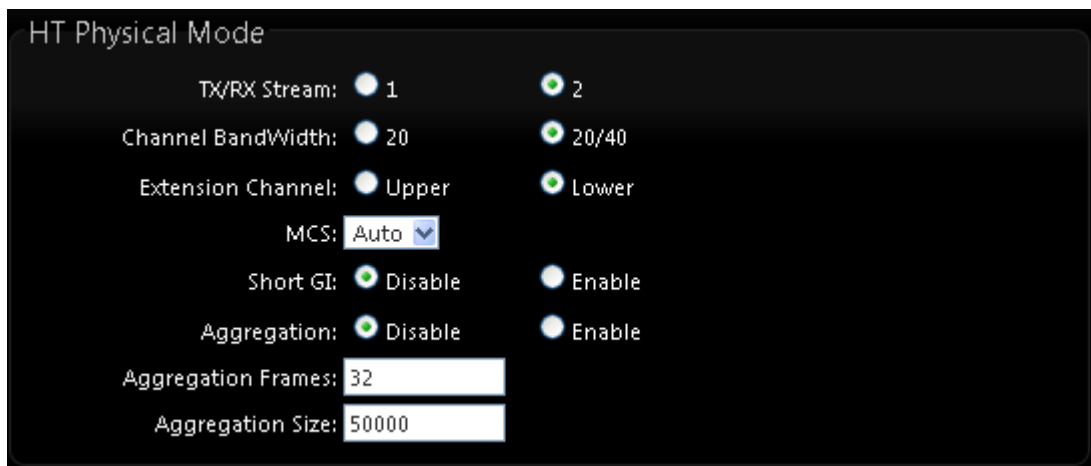 HT Physical Mode
TX/RX Stream: 1 2
Channel BandWidth: 20 20/40
Extension Channel: Upper Lower
MCS: Auto
Short GI: Disable Enable
Aggregation: Disable Enable
Aggregation Frames: 32
Aggregation Size: 50000